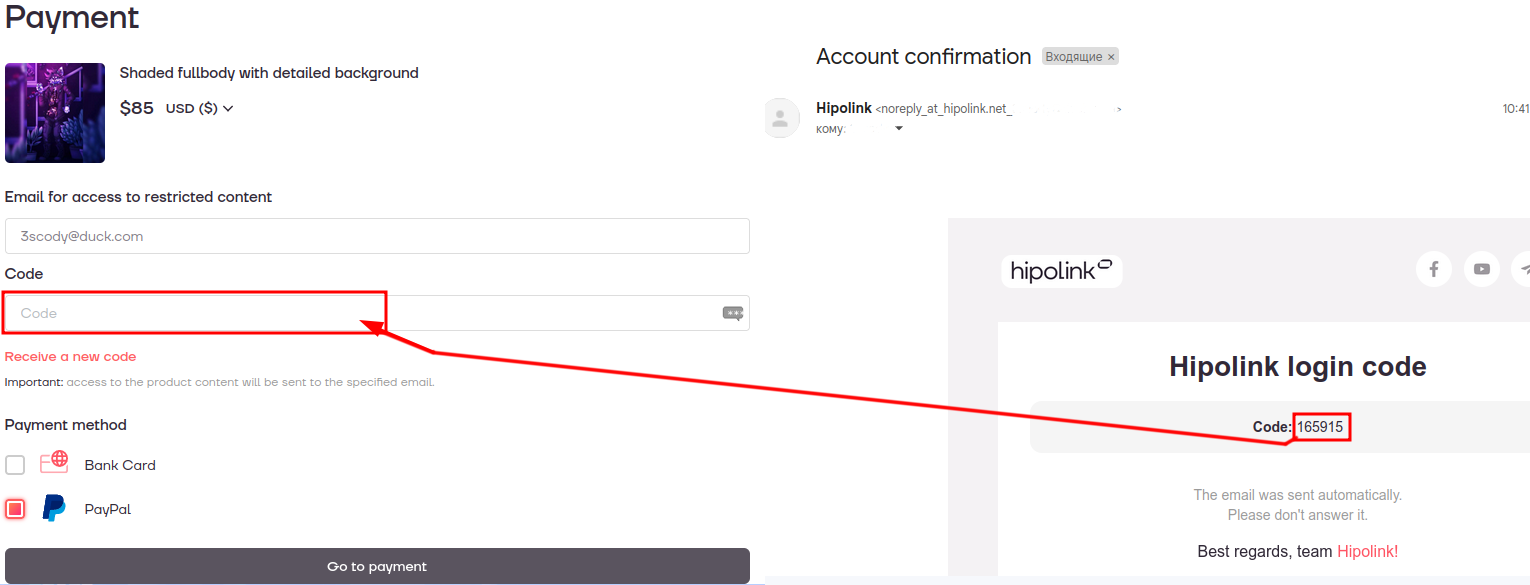 Payment
Shaded fullbody with detailed background
$85 USD ($)
Email for access to restricted content
3scody@duck.com
Code
Code
Receive a new code
Important: access to the product content will be sent to the specified email.
Payment method
Bank Card
PayPal
Go to payment
Account confirmation Входящие ×
Hipolink <noreply_at_hipolink.net_ >
10:41
кому:
hipolink
Hipolink login code
Code: 165915
The email was sent automatically.
Please don't answer it.
Best regards, team Hipolink!